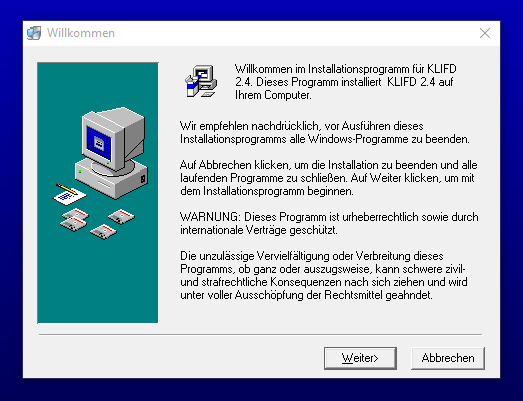 Willkommen
Willkommen im Installationsprogramm für KLIFD
2.4. Dieses Programm installiert KLIFD 2.4 auf
Ihrem Computer.
Wir empfehlen nachdrücklich, vor Ausführen dieses
Installationsprogramms alle Windows-Programme zu beenden.
Auf Abbrechen klicken, um die Installation zu beenden und alle
laufenden Programme zu schließen. Auf Weiter klicken, um mit
dem Installationsprogramm beginnen.
WARNUNG: Dieses Programm ist urheberrechtlich sowie durch
internationale Verträge geschützt.
Die unzulässige Vervielfältigung oder Verbreitung dieses
Programms, ob ganz oder auszugsweise, kann schwere zivil-
und strafrechtliche Konsequenzen nach sich ziehen und wird
unter voller Ausschöpfung der Rechtsmittel geahndet.
Weiter>
Abbrechen